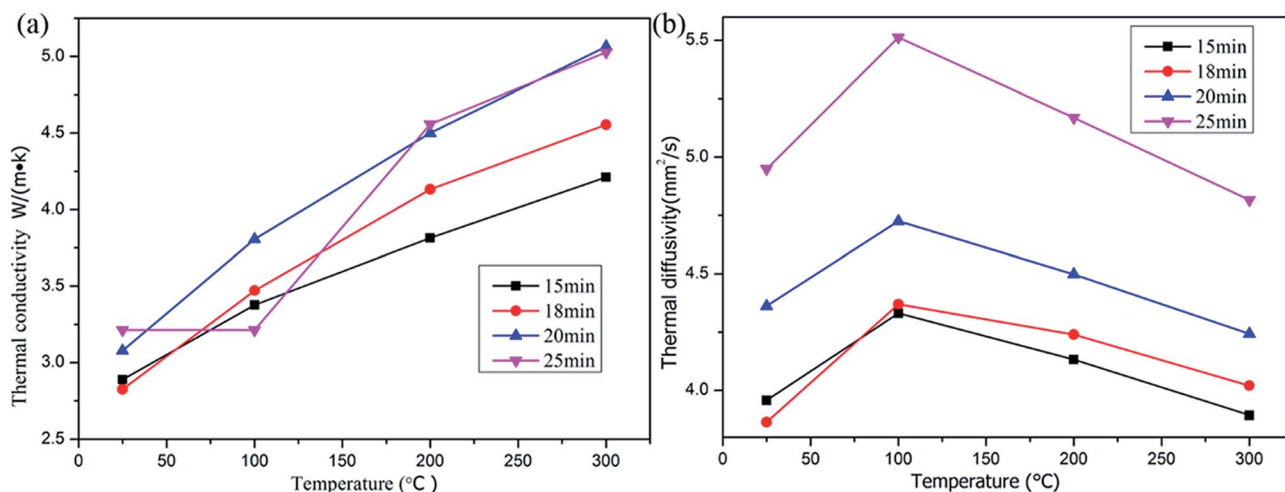 (a)
Thermal conductivity W/(m•k)
5.0
4.5
4.0
3.5
3.0
2.5
0 50 100 150 200 250 300
Temperature (°C )
15min
18min
20min
25min
(b)
Thermal diffusivity(mm²/s)
5.5
5.0
4.5
4.0
0 50 100 150 200 250 300
Temperature (°C)
15min
18min
20min
25min